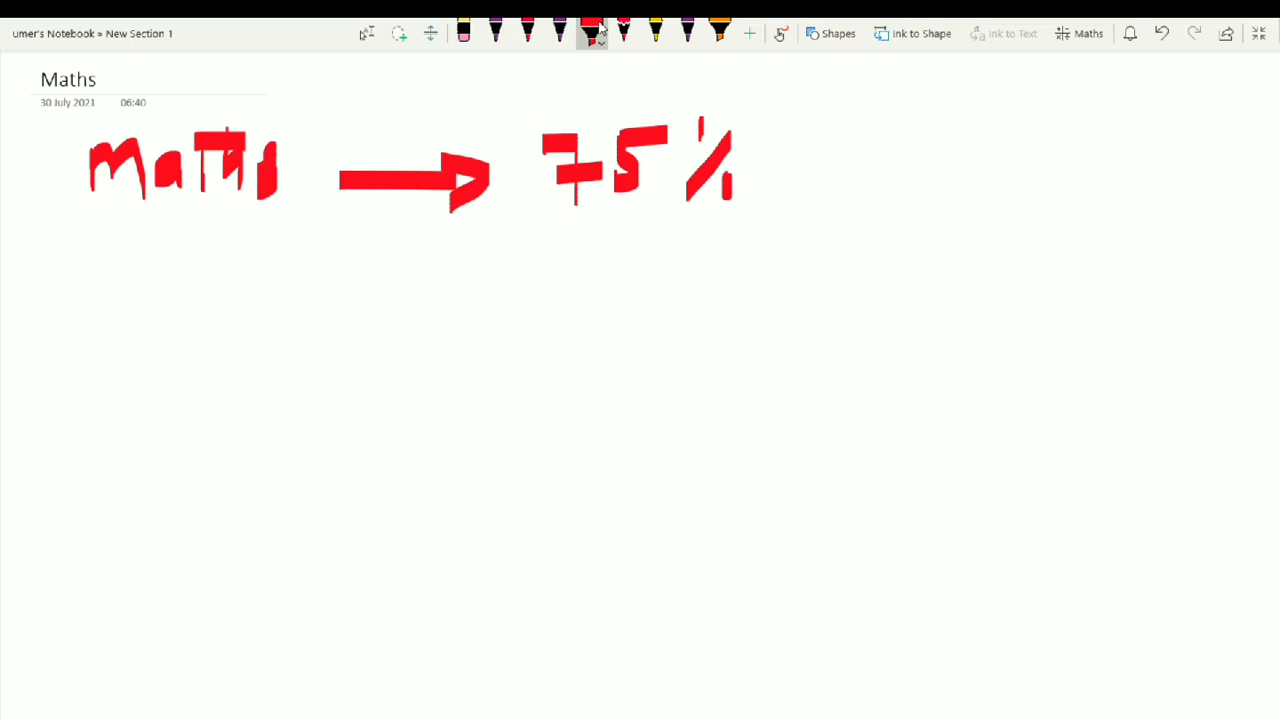 umer's Notebook » New Section 1
Shapes
Ink to Shape
Ink to Text
Maths
Maths
30 July 2021 06:40
Maths → 75%